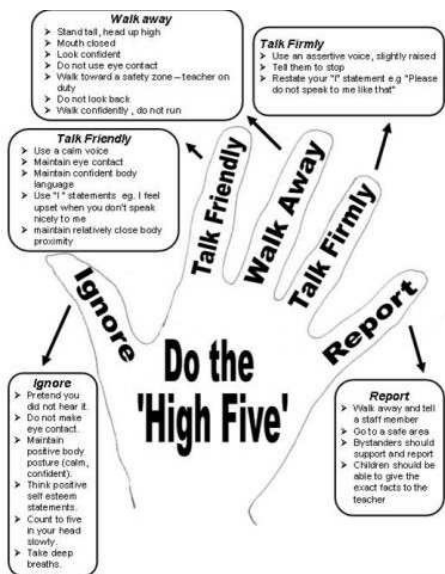 Walk away
➤ Stand tall, head up high
➤ Mouth closed
➤ Look confident
➤ Do not use eye contact
➤ Walk toward a safety zone – teacher on
duty
➤ Do not look back
➤ Walk confidently , do not run
Talk Firmly
➤ Use an assertive voice, slightly raised
➤ Tell them to stop
➤ Restate your "I" statement e.g "Please
do not speak to me like that"
Talk Friendly
➤ Use a calm voice
➤ Maintain eye contact
➤ Maintain confident body
language
➤ Use "I " statements eg. I feel
upset when you don't speak
nicely to me
➤ maintain relatively close body
proximity
Ignore
Talk Friendly
Walk Away
Talk Firmly
Report
Do the
'High Five'
Ignore
➤ Pretend you
did not hear it.
➤ Do not make
eye contact.
➤ Maintain
positive body
posture (calm,
confident).
➤ Think positive
self esteem
statements.
➤ Count to five
in your head
slowly.
➤ Take deep
breaths.
Report
➤ Walk away and tell
a staff member
➤ Go to a safe area
➤ Bystanders should
support and report
➤ Children should be
able to give the
exact facts to the
teacher